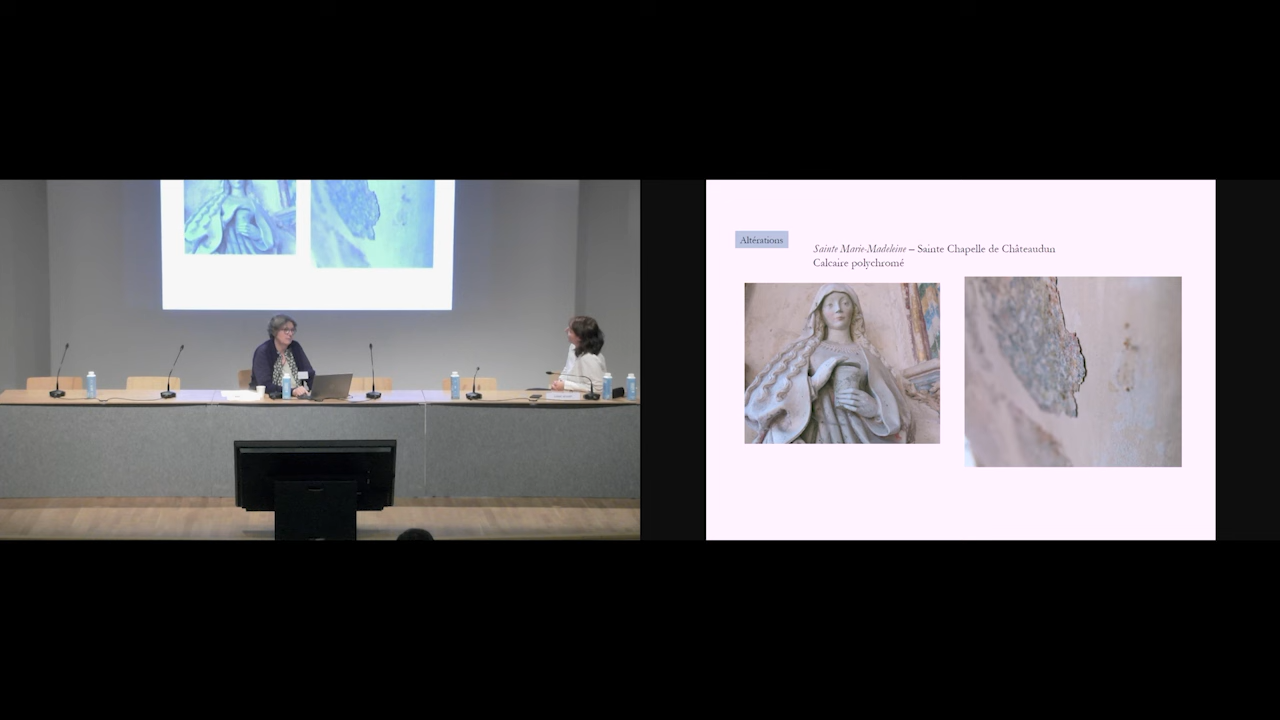 Altérations
Sainte Marie-Madeleine – Sainte Chapelle de Châteaudun
Calcaire polychromé